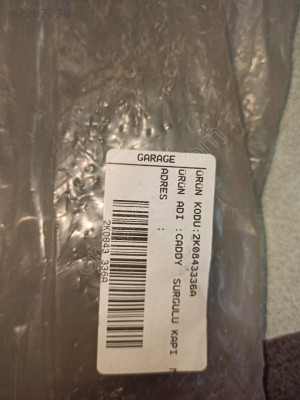 GARAGE
ÜRÜN KODU:2K0843336A
ÜRÜN ADI :CADDY SURGULU KAPI M
ADRES :
2K0843 336A